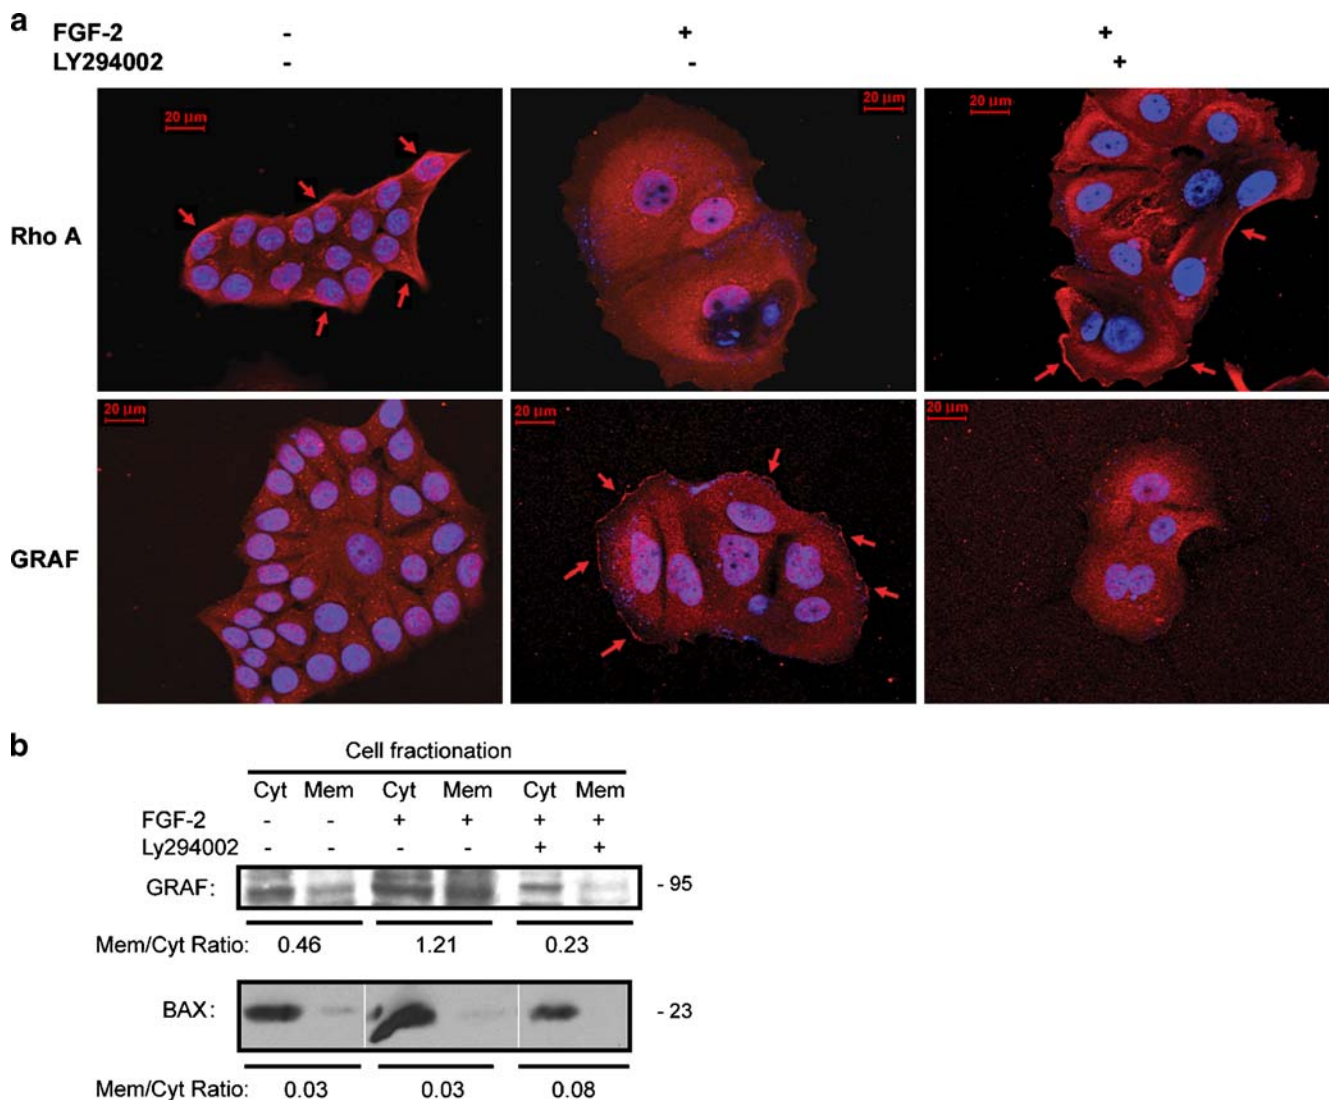 a
FGF-2 - + +
LY294002 - - +
Rho A
20 µm 20 µm 20 µm
GRAF
20 µm 20 µm 20 µm
b
Cell fractionation
Cyt Mem Cyt Mem Cyt Mem
FGF-2 - - + + + +
Ly294002 - - - - + +
GRAF: - 95
Mem/Cyt Ratio: 0.46 1.21 0.23
BAX: - 23
Mem/Cyt Ratio: 0.03 0.03 0.08